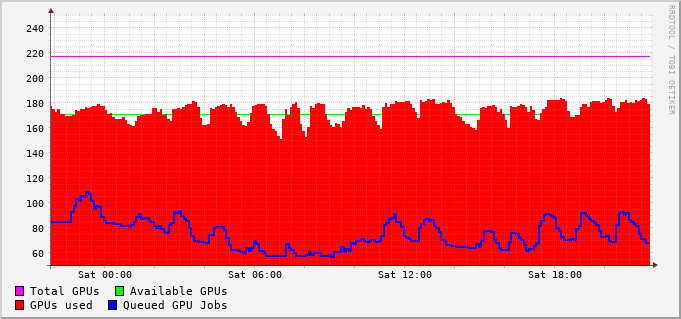 240
220
200
180
160
140
120
100
80
60
Sat 00:00 Sat 06:00 Sat 12:00 Sat 18:00
Total GPUs Available GPUs
GPUs used Queued GPU Jobs
RRDTOOL / TOBI OETIKER